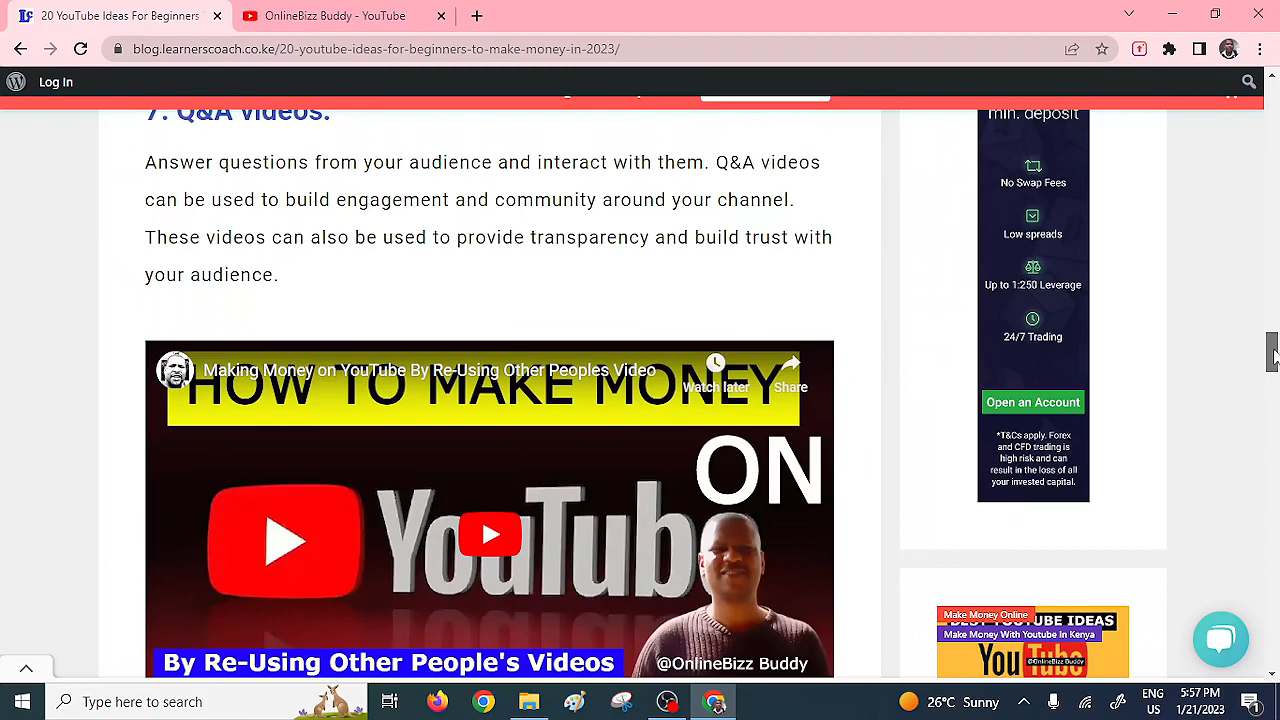 20 YouTube Ideas For Beginners
OnlineBizz Buddy - YouTube
blog.learnerscoach.co.ke/20-youtube-ideas-for-beginners-to-make-money-in-2023/
Log In
7. Q&A videos.
Answer questions from your audience and interact with them. Q&A videos
can be used to build engagement and community around your channel.
These videos can also be used to provide transparency and build trust with
your audience.
Making Money on YouTube By Re-Using Other Peoples Video
Watch later
Share
HOW TO MAKE MONEY
ON
YouTub
By Re-Using Other People's Videos
@OnlineBizz Buddy
min. deposit
No Swap Fees
Low spreads
Up to 1:250 Leverage
24/7 Trading
Open an Account
*T&Cs apply. Forex
and CFD trading is
high risk and can
result in the loss of all
your invested capital.
Make Money Online
BEST YOUTUBE IDEAS
Make Money With Youtube In Kenya
YouTube
@OnlineBizz Buddy
Type here to search
26°C Sunny
ENG
US
5:57 PM
1/21/2023
1